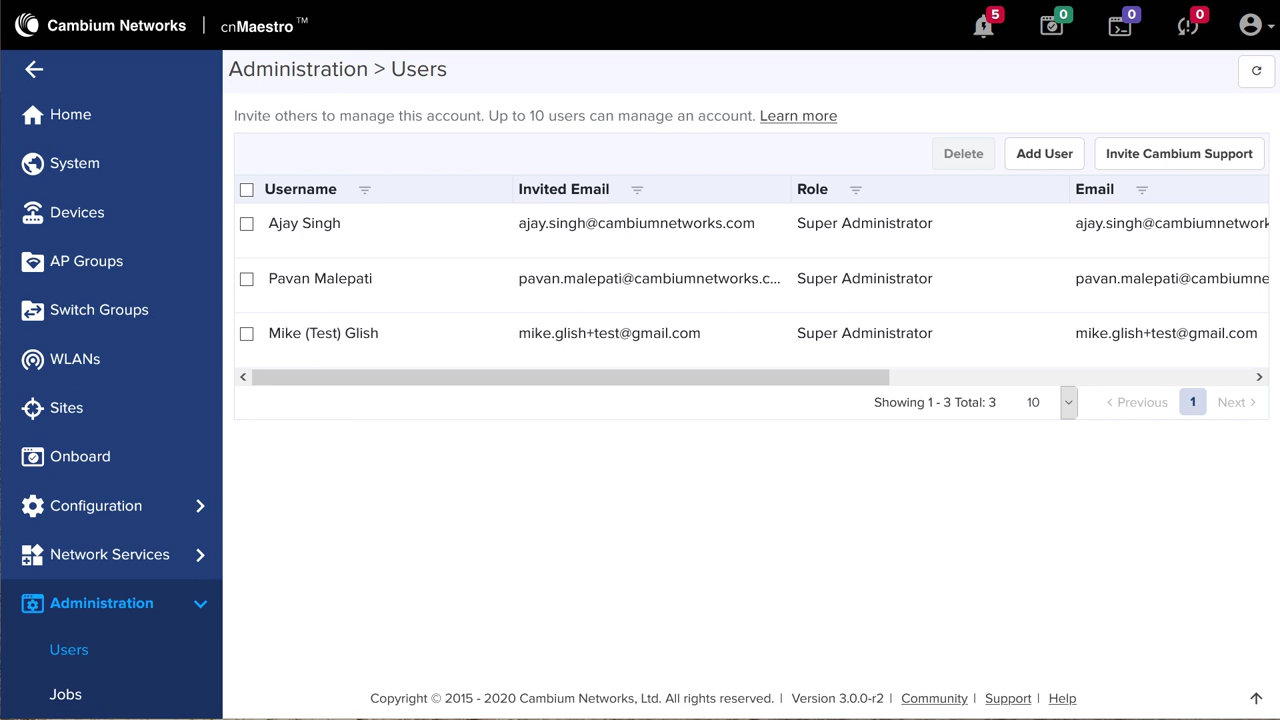 Cambium Networks | cnMaestro™
5 0 0 0
Administration > Users
Home
System
Devices
AP Groups
Switch Groups
WLANs
Sites
Onboard
Configuration
Network Services
Administration
Users
Jobs
Invite others to manage this account. Up to 10 users can manage an account. Learn more
Delete Add User Invite Cambium Support
Username Invited Email Role Email
Ajay Singh ajay.singh@cambiumnetworks.com Super Administrator ajay.singh@cambiumnetwork
Pavan Malepati pavan.malepati@cambiumnetworks.c... Super Administrator pavan.malepati@cambiumne
Mike (Test) Glish mike.glish+test@gmail.com Super Administrator mike.glish+test@gmail.com
Showing 1 - 3 Total: 3 10 < Previous 1 Next >
Copyright © 2015 - 2020 Cambium Networks, Ltd. All rights reserved. | Version 3.0.0-r2 | Community | Support | Help